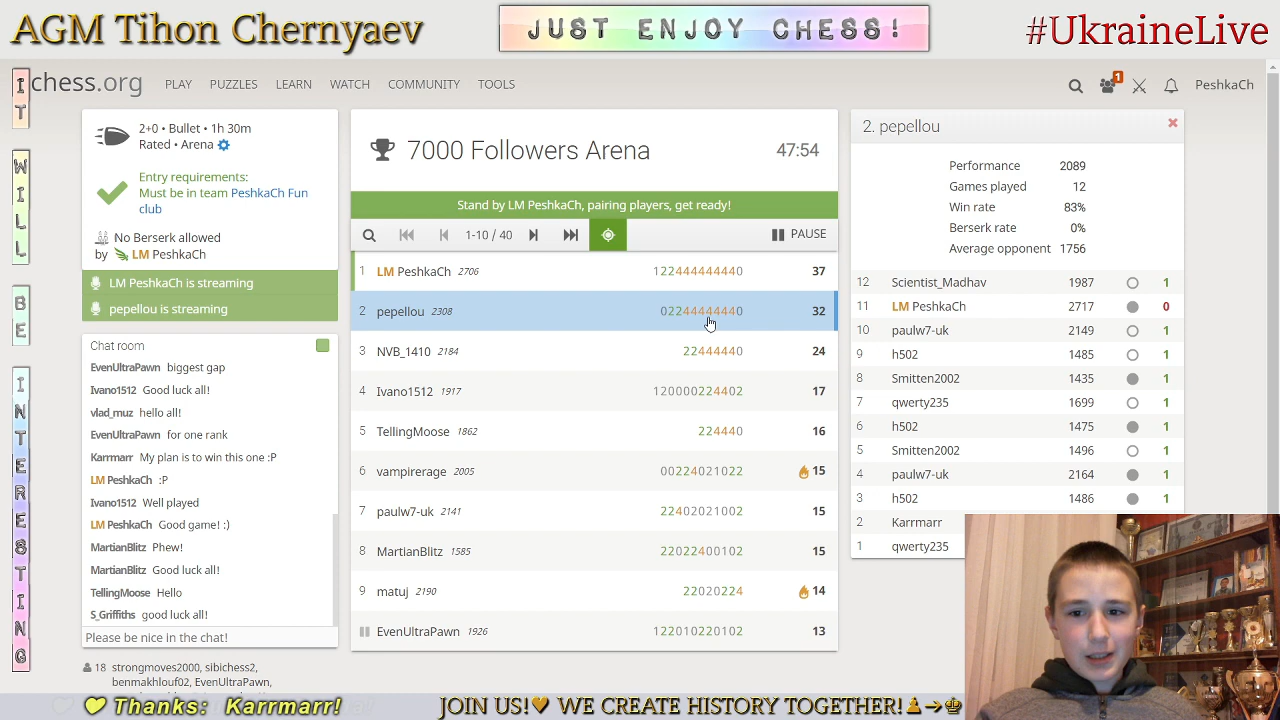 AGM Tihon Chernyaev
JUST ENJOY CHESS!
#UkraineLive
IT
WILL
BE
INTERESTING
chess.org
PLAY
PUZZLES
LEARN
WATCH
COMMUNITY
TOOLS
1
PeshkaCh
2+0 • Bullet • 1h 30m
Rated • Arena
Entry requirements:
Must be in team PeshkaCh Fun
club
No Berserk allowed
by LM PeshkaCh
LM PeshkaCh is streaming
pepellou is streaming
Chat room
EvenUltraPawn biggest gap
Ivano1512 Good luck all!
vlad_muz hello all!
EvenUltraPawn for one rank
Karrmarr My plan is to win this one :P
LM PeshkaCh :P
Ivano1512 Well played
LM PeshkaCh Good game! :)
MartianBlitz Phew!
MartianBlitz Good luck all!
TellingMoose Hello
S_Griffiths good luck all!
Please be nice in the chat!
18 strongmoves2000, sibichess2,
benmakhlouf02, EvenUltraPawn,
7000 Followers Arena 47:54
Stand by LM PeshkaCh, pairing players, get ready!
1-10 / 40 PAUSE
1 LM PeshkaCh 2706 122444444440 37
2 pepellou 2308 022444444440 32
3 NVB_1410 2184 22444440 24
4 Ivano1512 1917 120000224402 17
5 TellingMoose 1862 224440 16
6 vampirerage 2005 00224021022 15
7 paulw7-uk 2141 22402021002 15
8 MartianBlitz 1585 22022400102 15
9 matuj 2190 22020224 14
EvenUltraPawn 1926 122010220102 13
2. pepellou
Performance 2089
Games played 12
Win rate 83%
Berserk rate 0%
Average opponent 1756
12 Scientist_Madhav 1987 1
11 LM PeshkaCh 2717 0
10 paulw7-uk 2149 1
9 h502 1485 1
8 Smitten2002 1435 1
7 qwerty235 1699 1
6 h502 1475 1
5 Smitten2002 1496 1
4 paulw7-uk 2164 1
3 h502 1486 1
2 Karrmarr
1 qwerty235
Thanks: Karrmarr!
JOIN US! WE CREATE HISTORY TOGETHER!